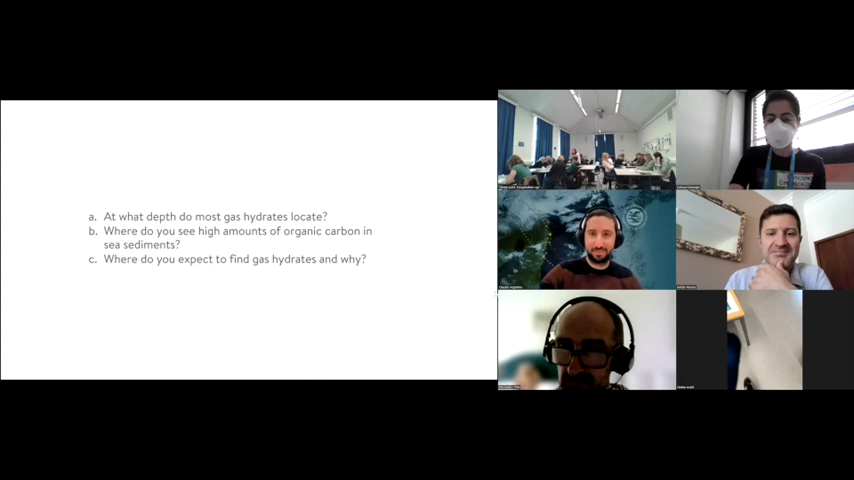 a. At what depth do most gas hydrates locate?
b. Where do you see high amounts of organic carbon in
sea sediments?
c. Where do you expect to find gas hydrates and why?